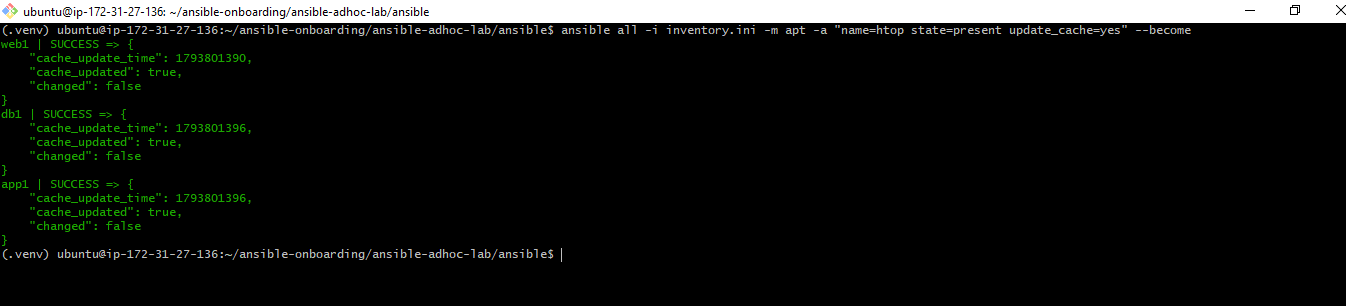 ubuntu@ip-172-31-27-136: ~/ansible-onboarding/ansible-adhoc-lab/ansible
(.venv) ubuntu@ip-172-31-27-136:~/ansible-onboarding/ansible-adhoc-lab/ansible$ ansible all -i inventory.ini -m apt -a "name=htop state=present update_cache=yes" --become
web1 | SUCCESS => {
    "cache_update_time": 1793801390,
    "cache_updated": true,
    "changed": false
}
db1 | SUCCESS => {
    "cache_update_time": 1793801396,
    "cache_updated": true,
    "changed": false
}
app1 | SUCCESS => {
    "cache_update_time": 1793801396,
    "cache_updated": true,
    "changed": false
}
(.venv) ubuntu@ip-172-31-27-136:~/ansible-onboarding/ansible-adhoc-lab/ansible$